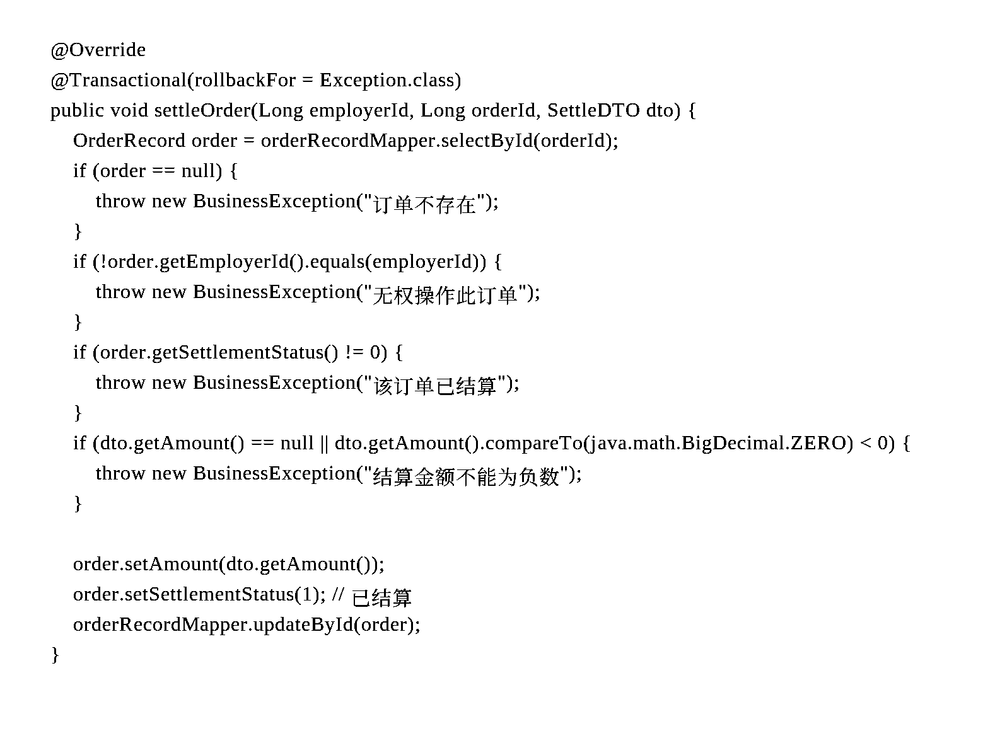 @Override
@Transactional(rollbackFor = Exception.class)
public void settleOrder(Long employerId, Long orderId, SettleDTO dto) {
    OrderRecord order = orderRecordMapper.selectById(orderId);
    if (order == null) {
        throw new BusinessException("订单不存在");
    }
    if (!order.getEmployerId().equals(employerId)) {
        throw new BusinessException("无权操作此订单");
    }
    if (order.getSettlementStatus() != 0) {
        throw new BusinessException("该订单已结算");
    }
    if (dto.getAmount() == null || dto.getAmount().compareTo(java.math.BigDecimal.ZERO) < 0) {
        throw new BusinessException("结算金额不能为负数");
    }

    order.setAmount(dto.getAmount());
    order.setSettlementStatus(1); // 已结算
    orderRecordMapper.updateById(order);
}